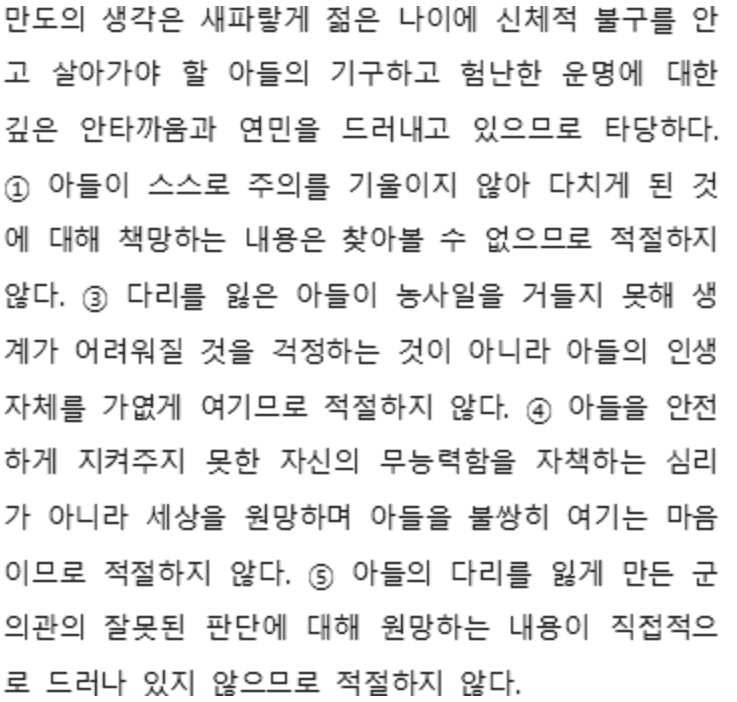 만도의 생각은 새파랗게 젊은 나이에 신체적 불구를 안
고 살아가야 할 아들의 기구하고 험난한 운명에 대한
깊은 안타까움과 연민을 드러내고 있으므로 타당하다.
① 아들이 스스로 주의를 기울이지 않아 다치게 된 것
에 대해 책망하는 내용은 찾아볼 수 없으므로 적절하지
않다. ③ 다리를 잃은 아들이 농사일을 거들지 못해 생
계가 어려워질 것을 걱정하는 것이 아니라 아들의 인생
자체를 가엾게 여기므로 적절하지 않다. ④ 아들을 안전
하게 지켜주지 못한 자신의 무능력함을 자책하는 심리
가 아니라 세상을 원망하며 아들을 불쌍히 여기는 마음
이므로 적절하지 않다. ⑤ 아들의 다리를 잃게 만든 군
의관의 잘못된 판단에 대해 원망하는 내용이 직접적으
로 드러나 있지 않으므로 적절하지 않다.